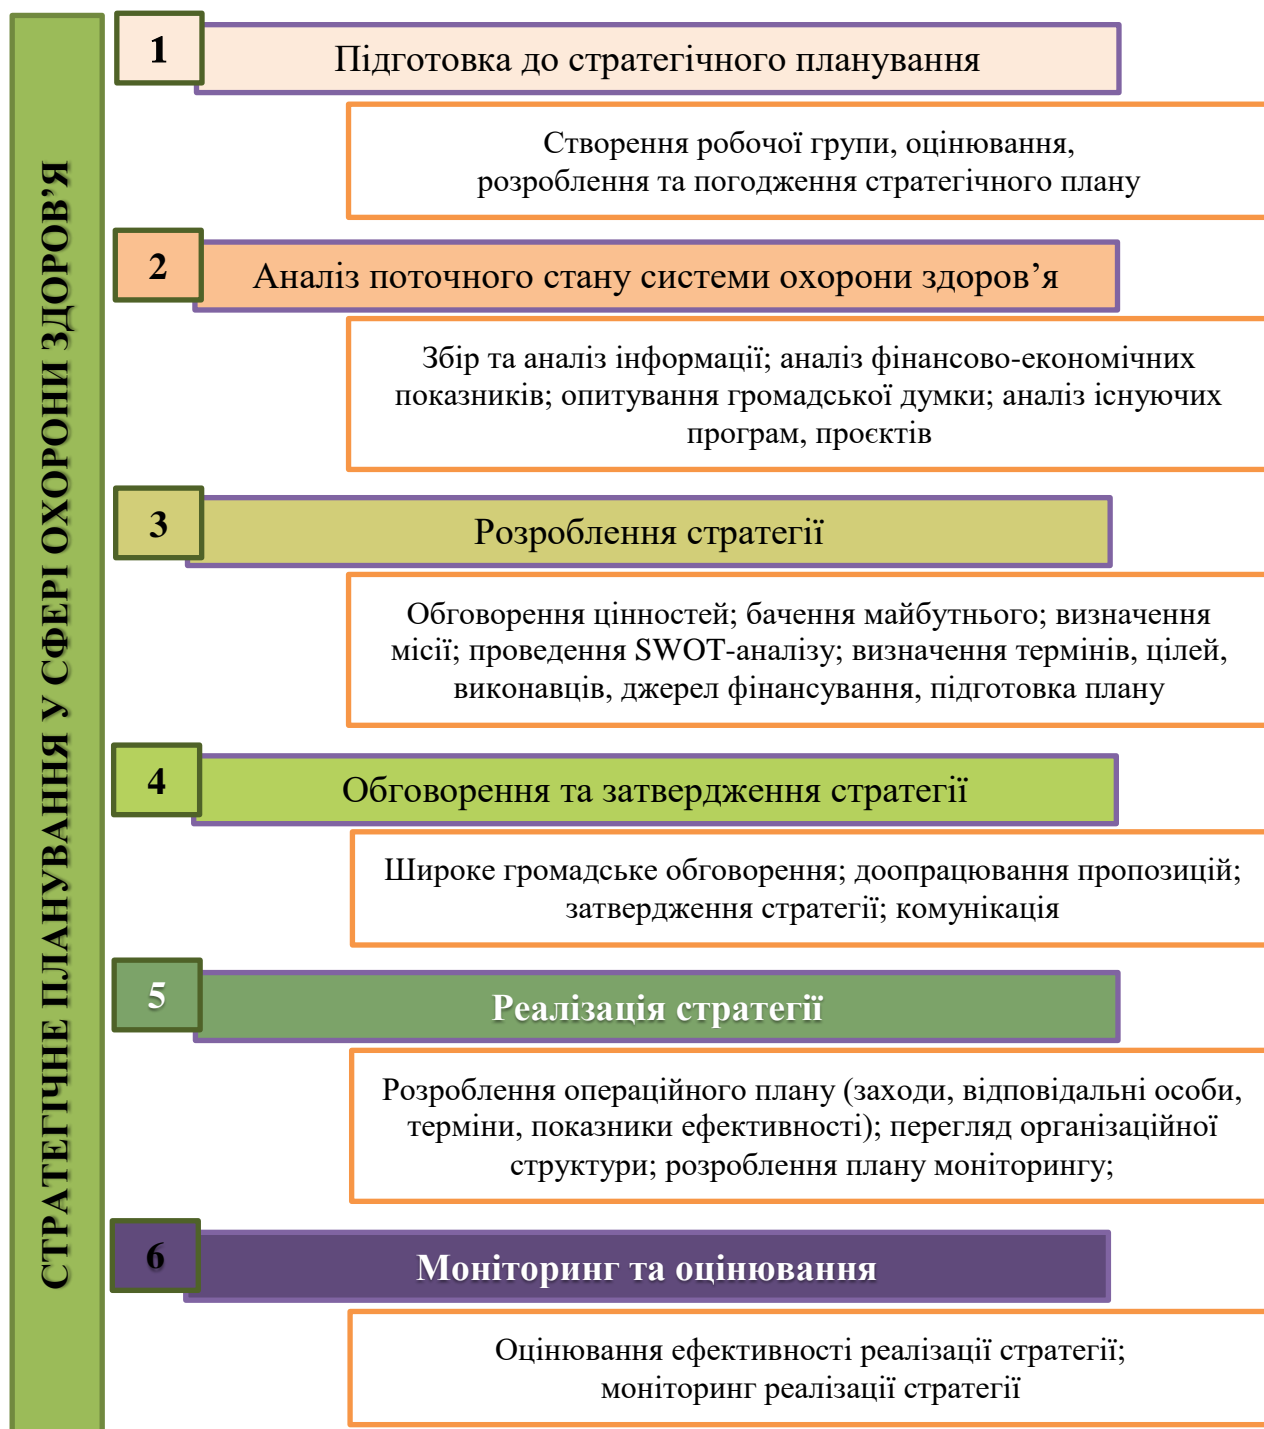 СТРАТЕГІЧНЕ ПЛАНУВАННЯ У СФЕРІ ОХОРОНИ ЗДОРОВ’Я
1
Підготовка до стратегічного планування
Створення робочої групи, оцінювання,
розроблення та погодження стратегічного плану
2
Аналіз поточного стану системи охорони здоров’я
Збір та аналіз інформації; аналіз фінансово-економічних
показників; опитування громадської думки; аналіз існуючих
програм, проєктів
3
Розроблення стратегії
Обговорення цінностей; бачення майбутнього; визначення
місії; проведення SWOT-аналізу; визначення термінів, цілей,
виконавців, джерел фінансування, підготовка плану
4
Обговорення та затвердження стратегії
Широке громадське обговорення; доопрацювання пропозицій;
затвердження стратегії; комунікація
5
Реалізація стратегії
Розроблення операційного плану (заходи, відповідальні особи,
терміни, показники ефективності); перегляд організаційної
структури; розроблення плану моніторингу;
6
Моніторинг та оцінювання
Оцінювання ефективності реалізації стратегії;
моніторинг реалізації стратегії